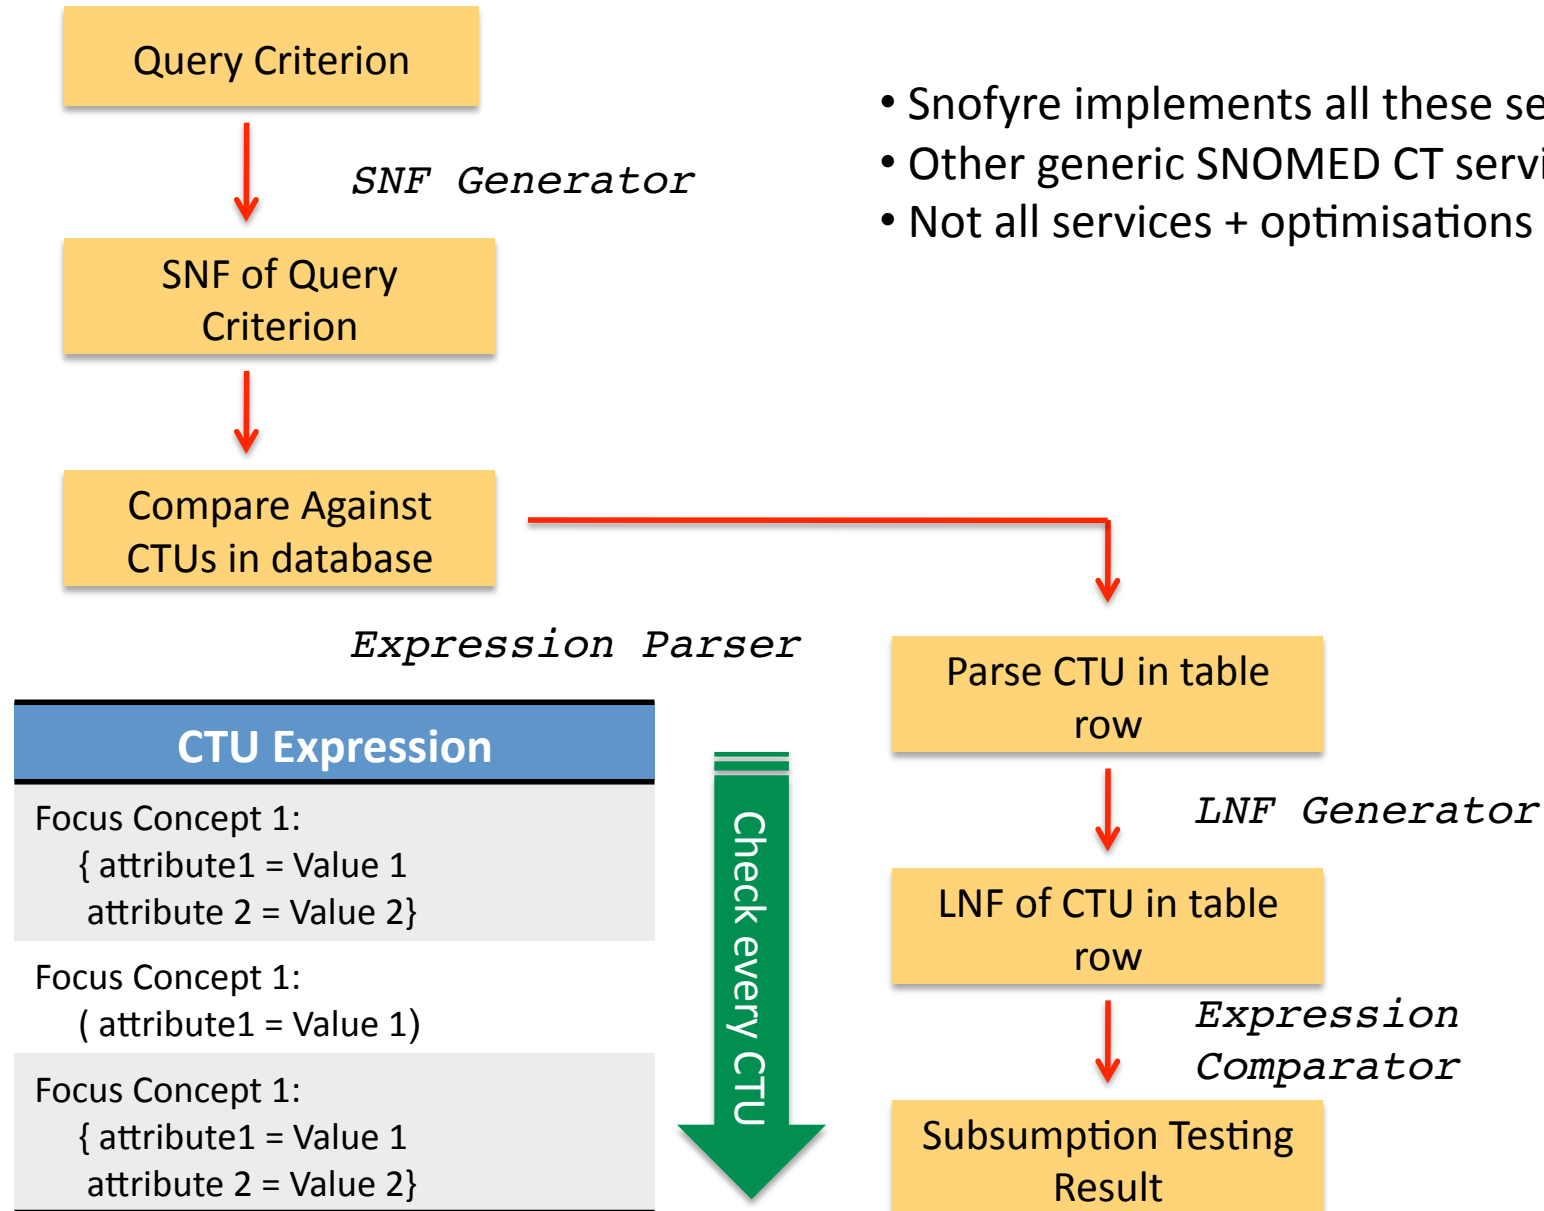 Query Criterion
• Snofyre implements all these se
• Other generic SNOMED CT servi
• Not all services + optimisations
SNF Generator
SNF of Query
Criterion
Compare Against
CTUs in database
Expression Parser
Parse CTU in table
row
CTU Expression
Focus Concept 1:
{ attribute1 = Value 1
attribute 2 = Value 2}
Focus Concept 1:
( attribute1 = Value 1)
Focus Concept 1:
{ attribute1 = Value 1
attribute 2 = Value 2}
Check every CTU
LNF Generator
LNF of CTU in table
row
Expression
Comparator
Subsumption Testing
Result